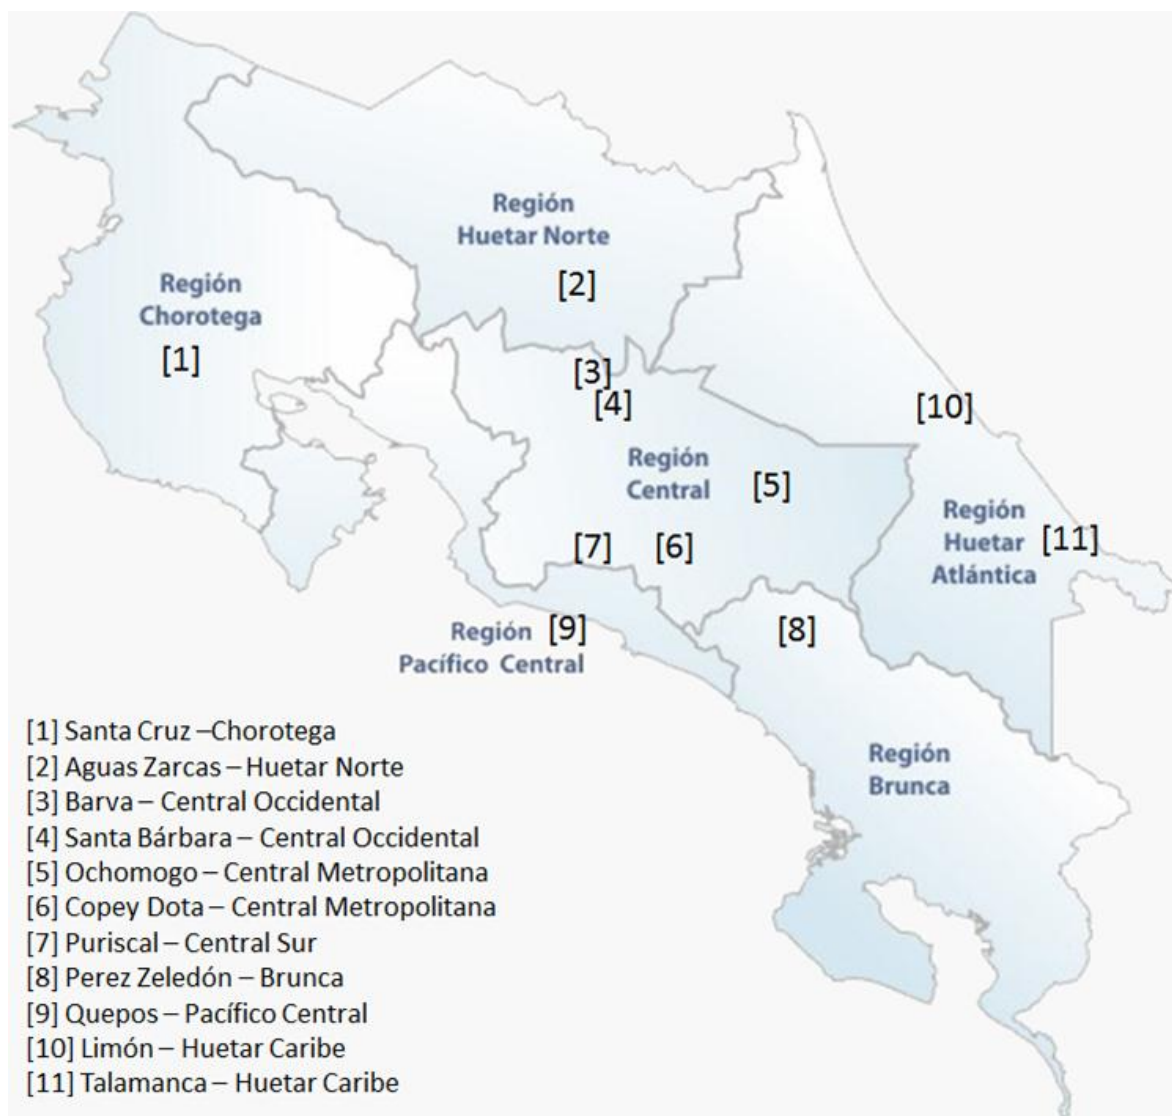 Región
Huetar Norte
[2]
Región
Chorotega
[1]
[3]
[4]
[10]
Región
Central
[5]
Región
Huetar
Atlántica
[11]
[7]
[6]
Región
Pacífico Central
[9]
[8]
Región
Brunca
[1] Santa Cruz –Chorotega
[2] Aguas Zarcas – Huetar Norte
[3] Barva – Central Occidental
[4] Santa Bárbara – Central Occidental
[5] Ochomogo – Central Metropolitana
[6] Copey Dota – Central Metropolitana
[7] Puriscal – Central Sur
[8] Perez Zeledón – Brunca
[9] Quepos – Pacífico Central
[10] Limón – Huetar Caribe
[11] Talamanca – Huetar Caribe